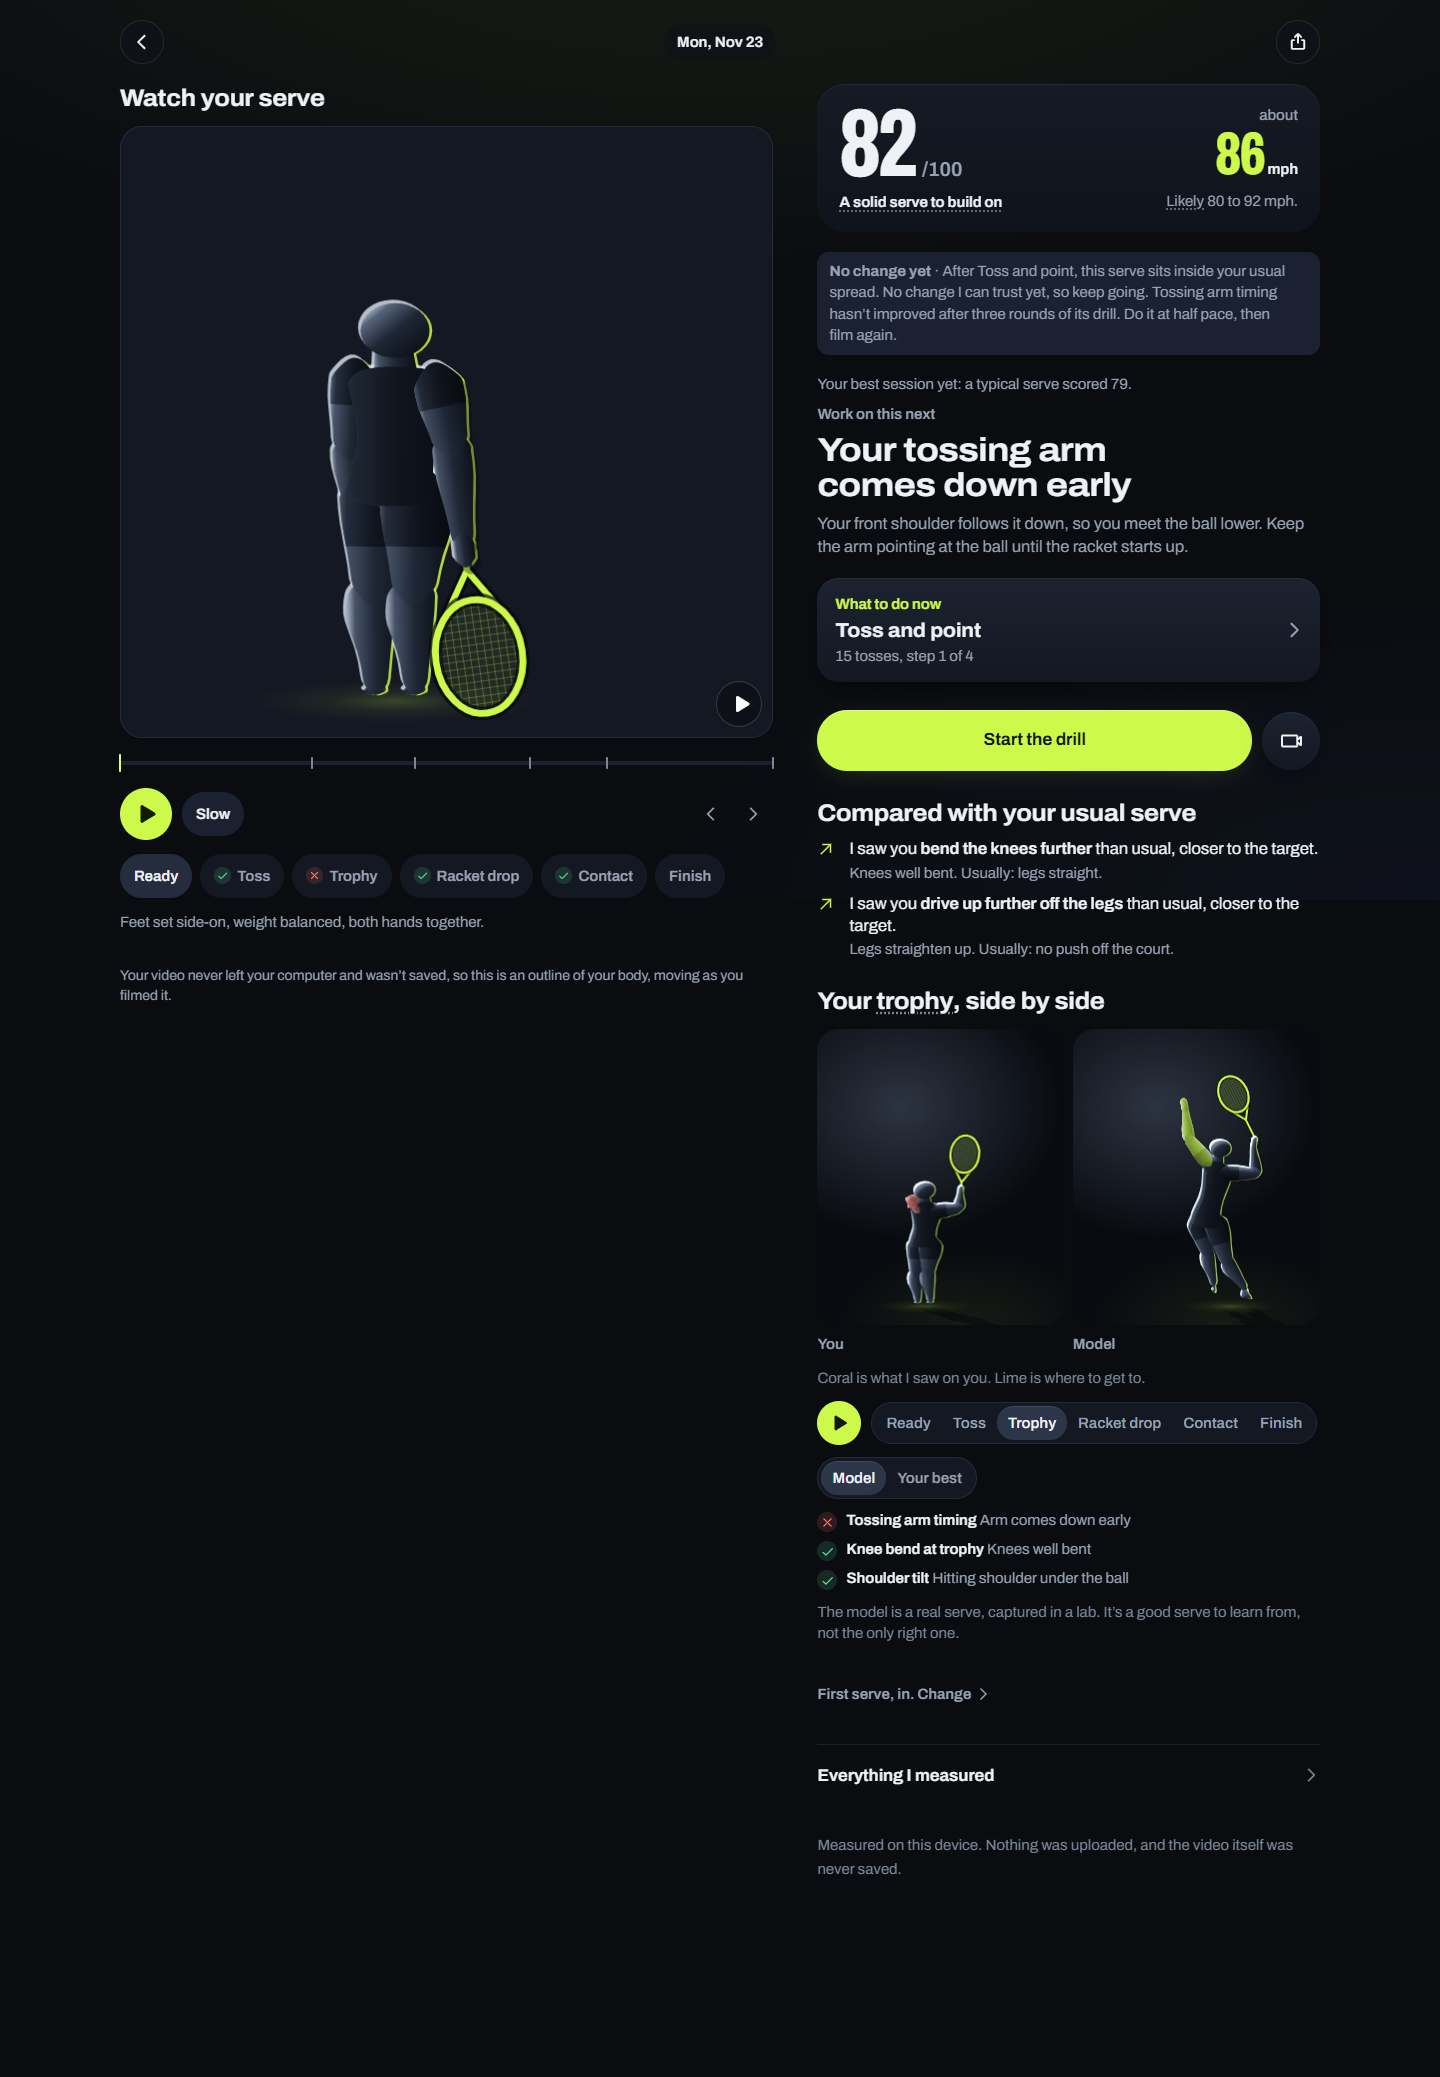 Mon, Nov 23
Watch your serve
Slow
Ready
Toss
Trophy
Racket drop
Contact
Finish
Feet set side-on, weight balanced, both hands together.
Your video never left your computer and wasn't saved, so this is an outline of your body, moving as you
filmed it.
82 /100
A solid serve to build on
about
86 mph
Likely 80 to 92 mph.
No change yet · After Toss and point, this serve sits inside your usual
spread. No change I can trust yet, so keep going. Tossing arm timing
hasn't improved after three rounds of its drill. Do it at half pace, then
film again.
Your best session yet: a typical serve scored 79.
Work on this next
Your tossing arm
comes down early
Your front shoulder follows it down, so you meet the ball lower. Keep
the arm pointing at the ball until the racket starts up.
What to do now
Toss and point
15 tosses, step 1 of 4
Start the drill
Compared with your usual serve
I saw you bend the knees further than usual, closer to the target.
Knees well bent. Usually: legs straight.
I saw you drive up further off the legs than usual, closer to the
target.
Legs straighten up. Usually: no push off the court.
Your trophy, side by side
You
Model
Coral is what I saw on you. Lime is where to get to.
Ready
Toss
Trophy
Racket drop
Contact
Finish
Model
Your best
Tossing arm timing Arm comes down early
Knee bend at trophy Knees well bent
Shoulder tilt Hitting shoulder under the ball
The model is a real serve, captured in a lab. It's a good serve to learn from,
not the only right one.
First serve, in. Change
Everything I measured
Measured on this device. Nothing was uploaded, and the video itself was
never saved.